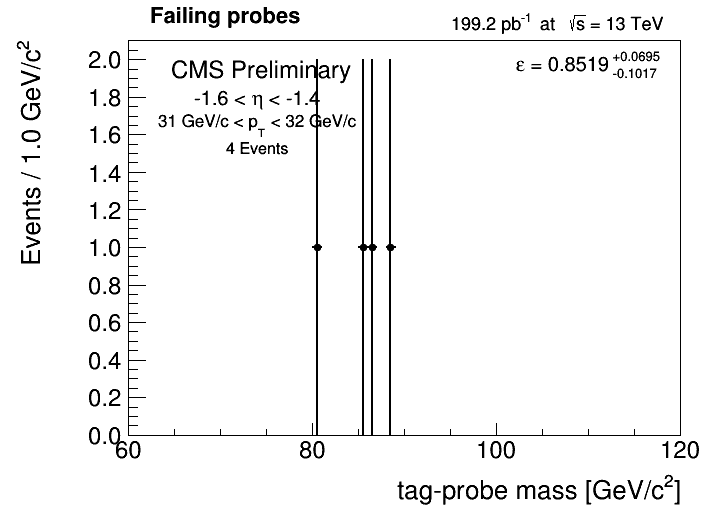 Failing probes
199.2 pb⁻¹ at √s = 13 TeV
CMS Preliminary
ε = 0.8519 +0.0695 -0.1017
-1.6 < η < -1.4
31 GeV/c < p_T < 32 GeV/c
4 Events
Events / 1.0 GeV/c²
2.0
1.8
1.6
1.4
1.2
1.0
0.8
0.6
0.4
0.2
0.0
60 80 100 120
tag-probe mass [GeV/c²]